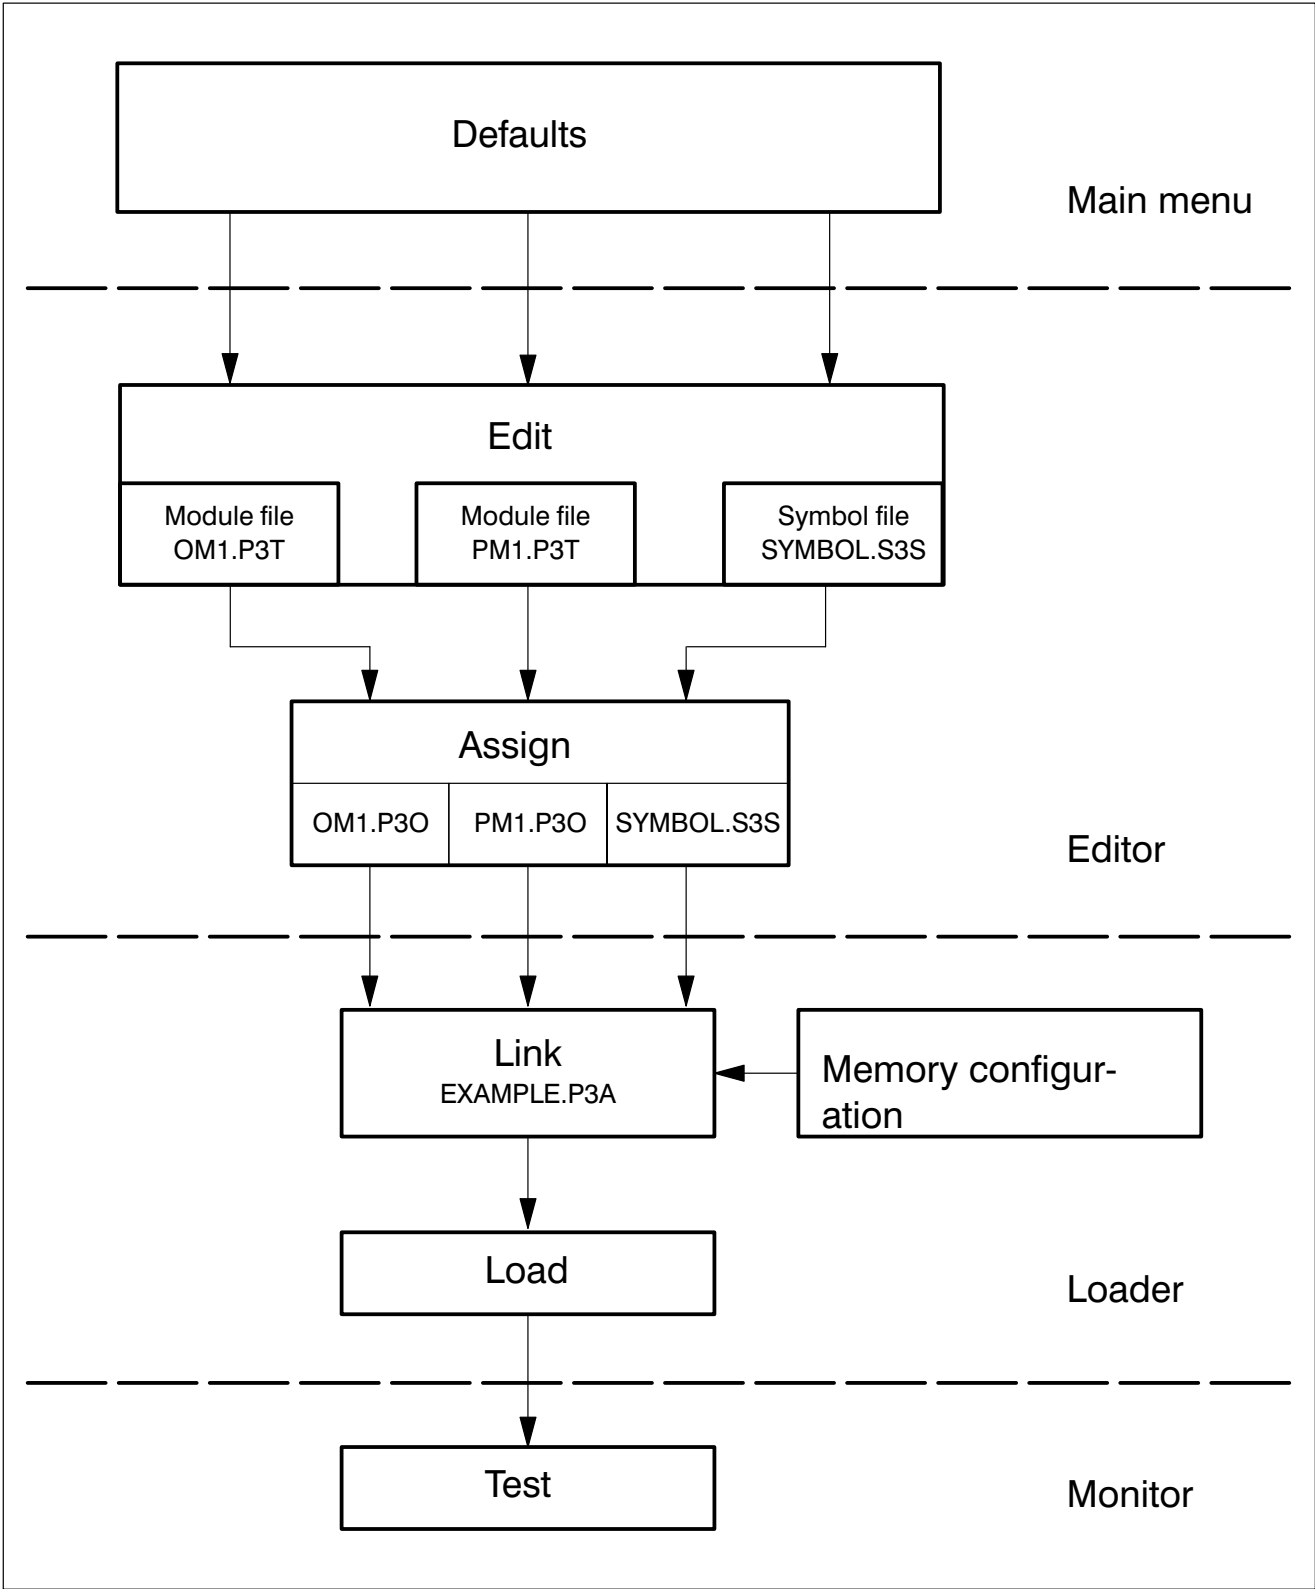 Defaults
Main menu
Edit
Module file
OM1.P3T
Module file
PM1.P3T
Symbol file
SYMBOL.S3S
Assign
OM1.P3O
PM1.P3O
SYMBOL.S3S
Editor
Link
EXAMPLE.P3A
Memory configur-
ation
Load
Loader
Test
Monitor